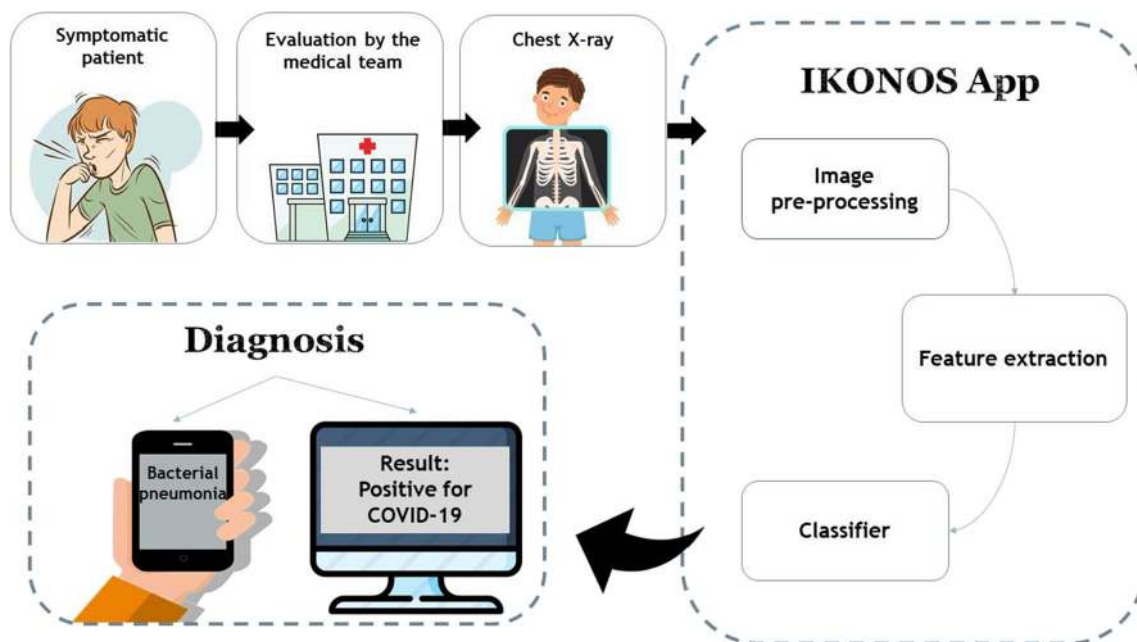 Symptomatic
patient
Evaluation by the
medical team
Chest X-ray
IKONOS App
Image
pre-processing
Feature extraction
Classifier
Diagnosis
Bacterial
pneumonia
Result:
Positive for
COVID-19